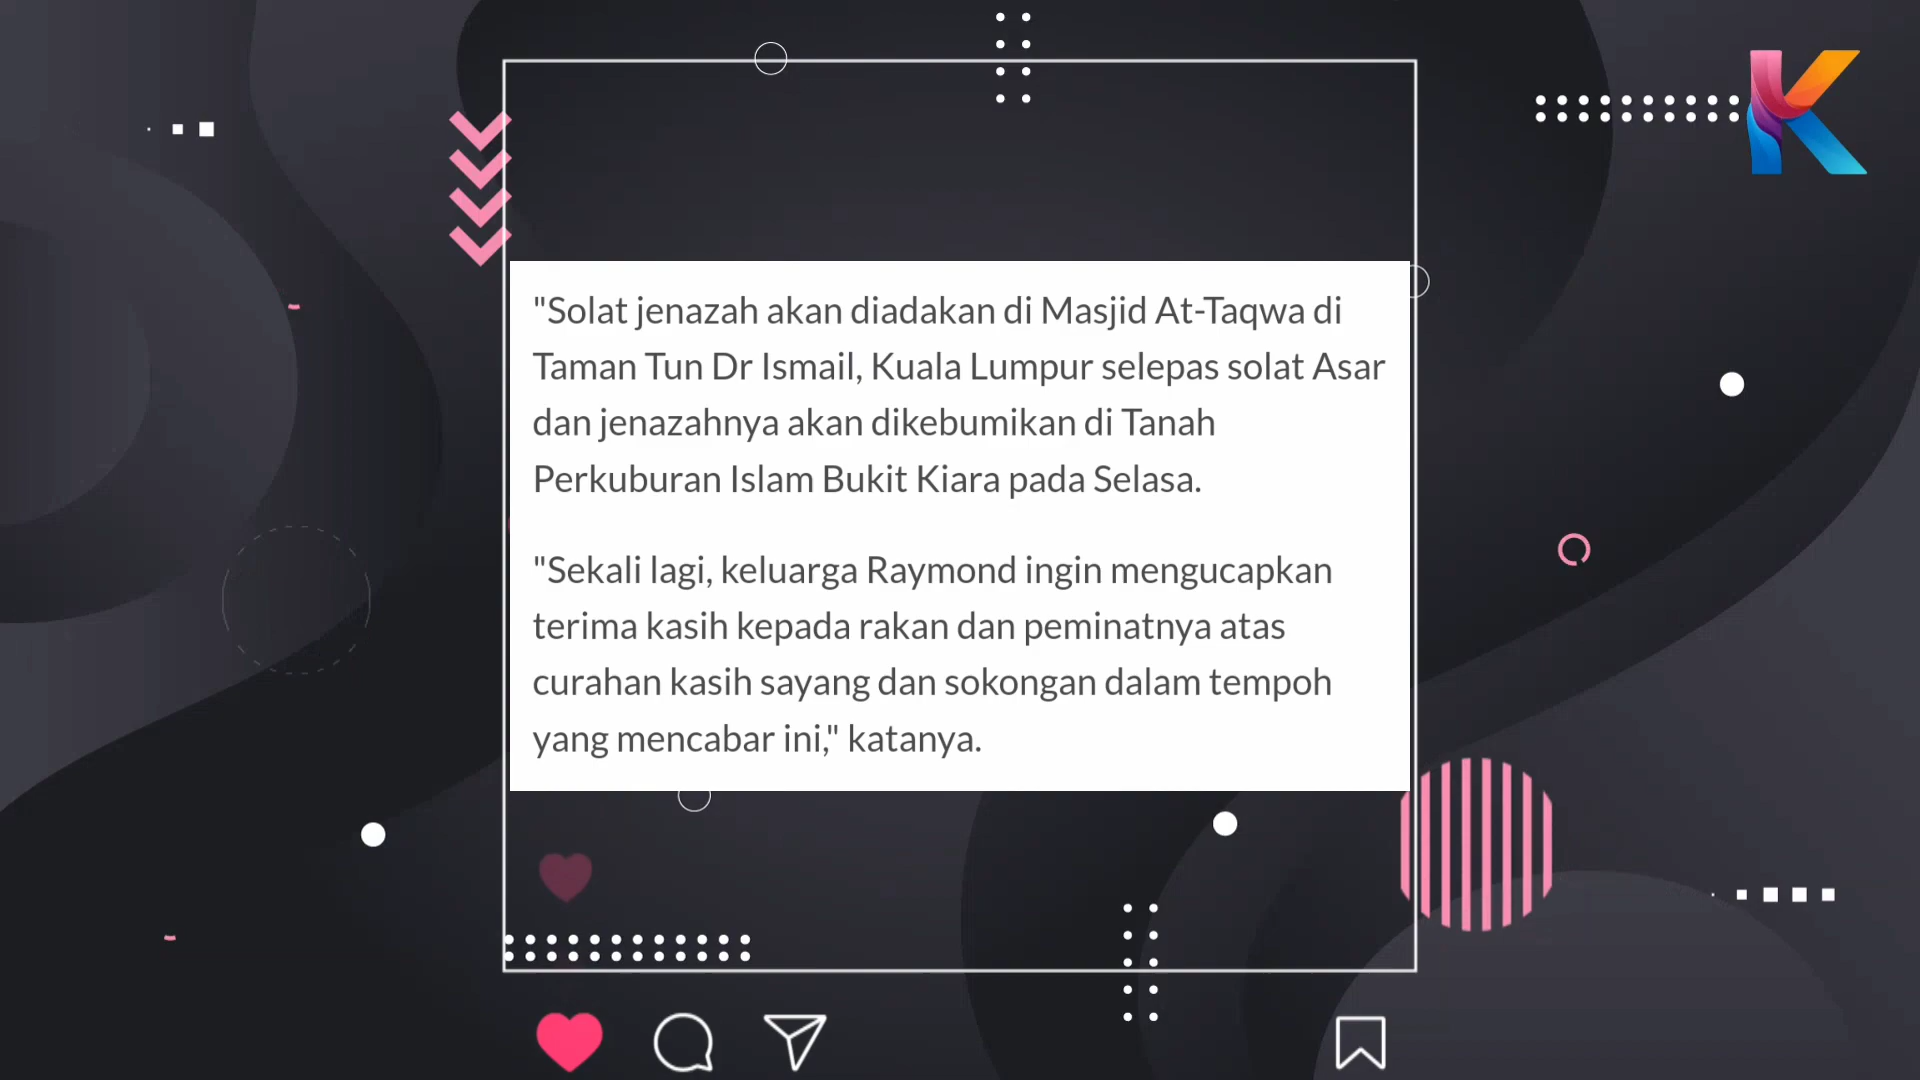 "Solat jenazah akan diadakan di Masjid At-Taqwa di
Taman Tun Dr Ismail, Kuala Lumpur selepas solat Asar
dan jenazahnya akan dikebumikan di Tanah
Perkuburan Islam Bukit Kiara pada Selasa.
"Sekali lagi, keluarga Raymond ingin mengucapkan
terima kasih kepada rakan dan peminatnya atas
curahan kasih sayang dan sokongan dalam tempoh
yang mencabar ini," katanya.
K